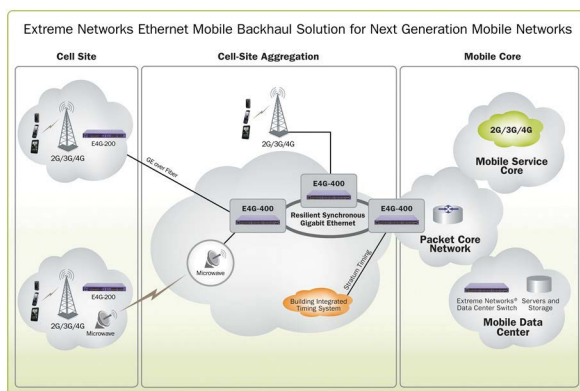 Extreme Networks Ethernet Mobile Backhaul Solution for Next Generation Mobile Networks
Cell Site
Cell-Site Aggregation
Mobile Core
2G/3G/4G
E4G-200
GE over Fiber
2G/3G/4G
E4G-400
E4G-400
E4G-400
Resilient Synchronous
Gigabit Ethernet
Microwave
Stratum Timing
Building Integrated
Timing System
E4G-200
2G/3G/4G
Microwave
2G/3G/4G
Mobile Service
Core
Packet Core
Network
Extreme Networks®
Data Center Switch
Servers and
Storage
Mobile Data
Center